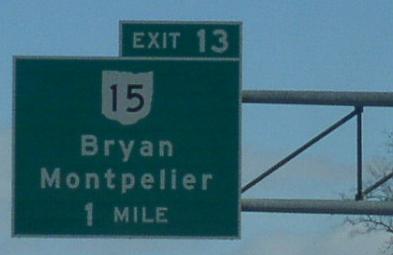 EXIT 13
15
Bryan
Montpelier
1 MILE